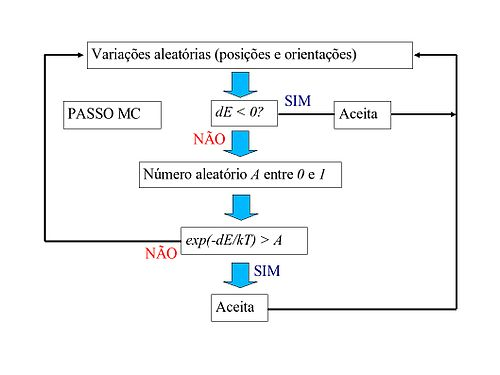 Variações aleatórias (posições e orientações)
PASSO MC
dE < 0?
SIM
Aceita
NÃO
Número aleatório A entre 0 e 1
exp(-dE/kT) > A
NÃO
SIM
Aceita